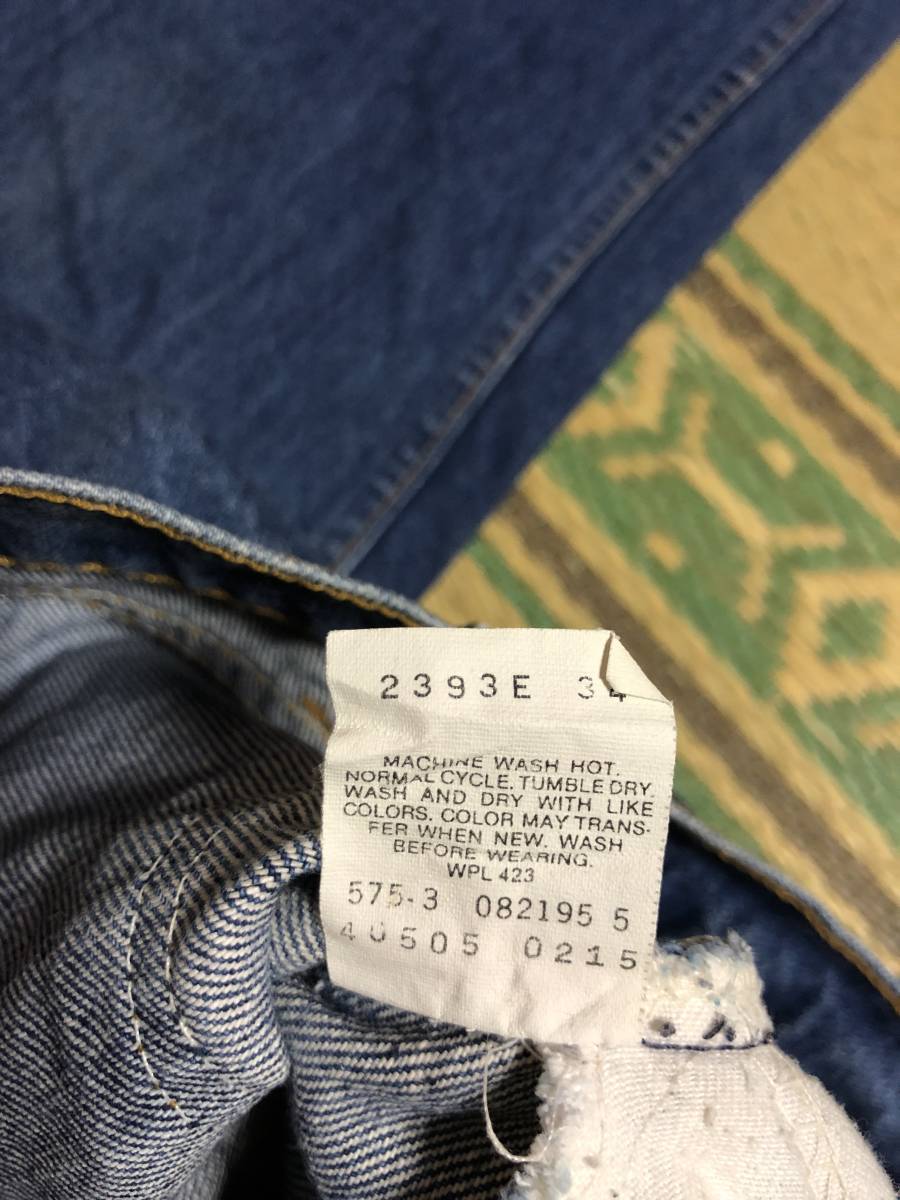 2393E 34
MACHINE WASH HOT.
NORMAL CYCLE. TUMBLE DRY.
WASH AND DRY WITH LIKE
COLORS. COLOR MAY TRANS-
FER WHEN NEW. WASH
BEFORE WEARING.
WPL 423
575-3 082195 5
40505 0215